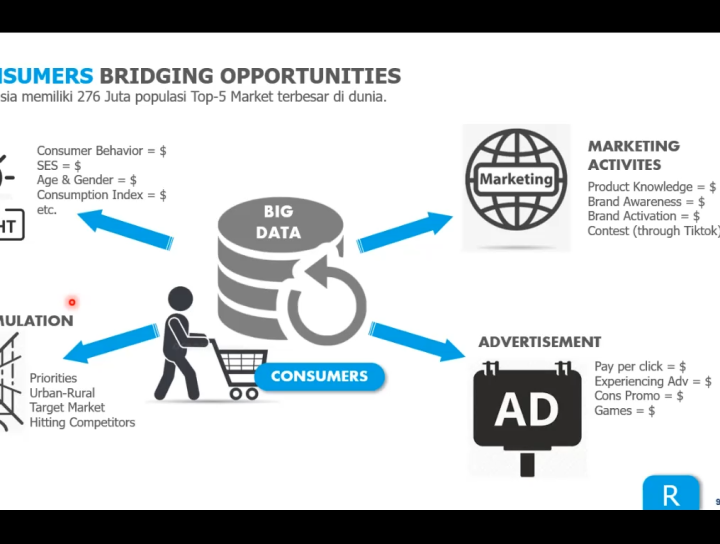 NSUMERS BRIDGING OPPORTUNITIES
sia memiliki 276 Juta populasi Top-5 Market terbesar di dunia.
Consumer Behavior = $
SES = $
Age & Gender = $
Consumption Index = $
etc.
HT
BIG
DATA
Marketing
MARKETING
ACTIVITES
Product Knowledge = $
Brand Awareness = $
Brand Activation = $
Contest (through Tiktok)
MULATION
Priorities
Urban-Rural
Target Market
Hitting Competitors
CONSUMERS
ADVERTISEMENT
AD
Pay per click = $
Experiencing Adv = $
Cons Promo = $
Games = $
R
9